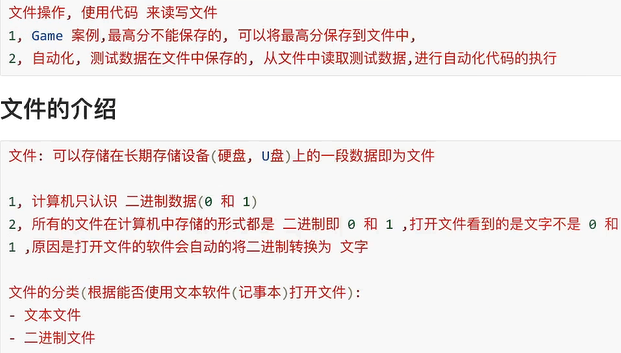 文件操作, 使用代码 来读写文件
1, Game 案例,最高分不能保存的, 可以将最高分保存到文件中,
2, 自动化, 测试数据在文件中保存的, 从文件中读取测试数据,进行自动化代码的执行
文件的介绍
文件: 可以存储在长期存储设备(硬盘, U盘)上的一段数据即为文件
1, 计算机只认识 二进制数据(0 和 1)
2, 所有的文件在计算机中存储的形式都是 二进制即 0 和 1 ,打开文件看到的是文字不是 0 和
1 ,原因是打开文件的软件会自动的将二进制转换为 文字
文件的分类(根据能否使用文本软件(记事本)打开文件):
- 文本文件
- 二进制文件